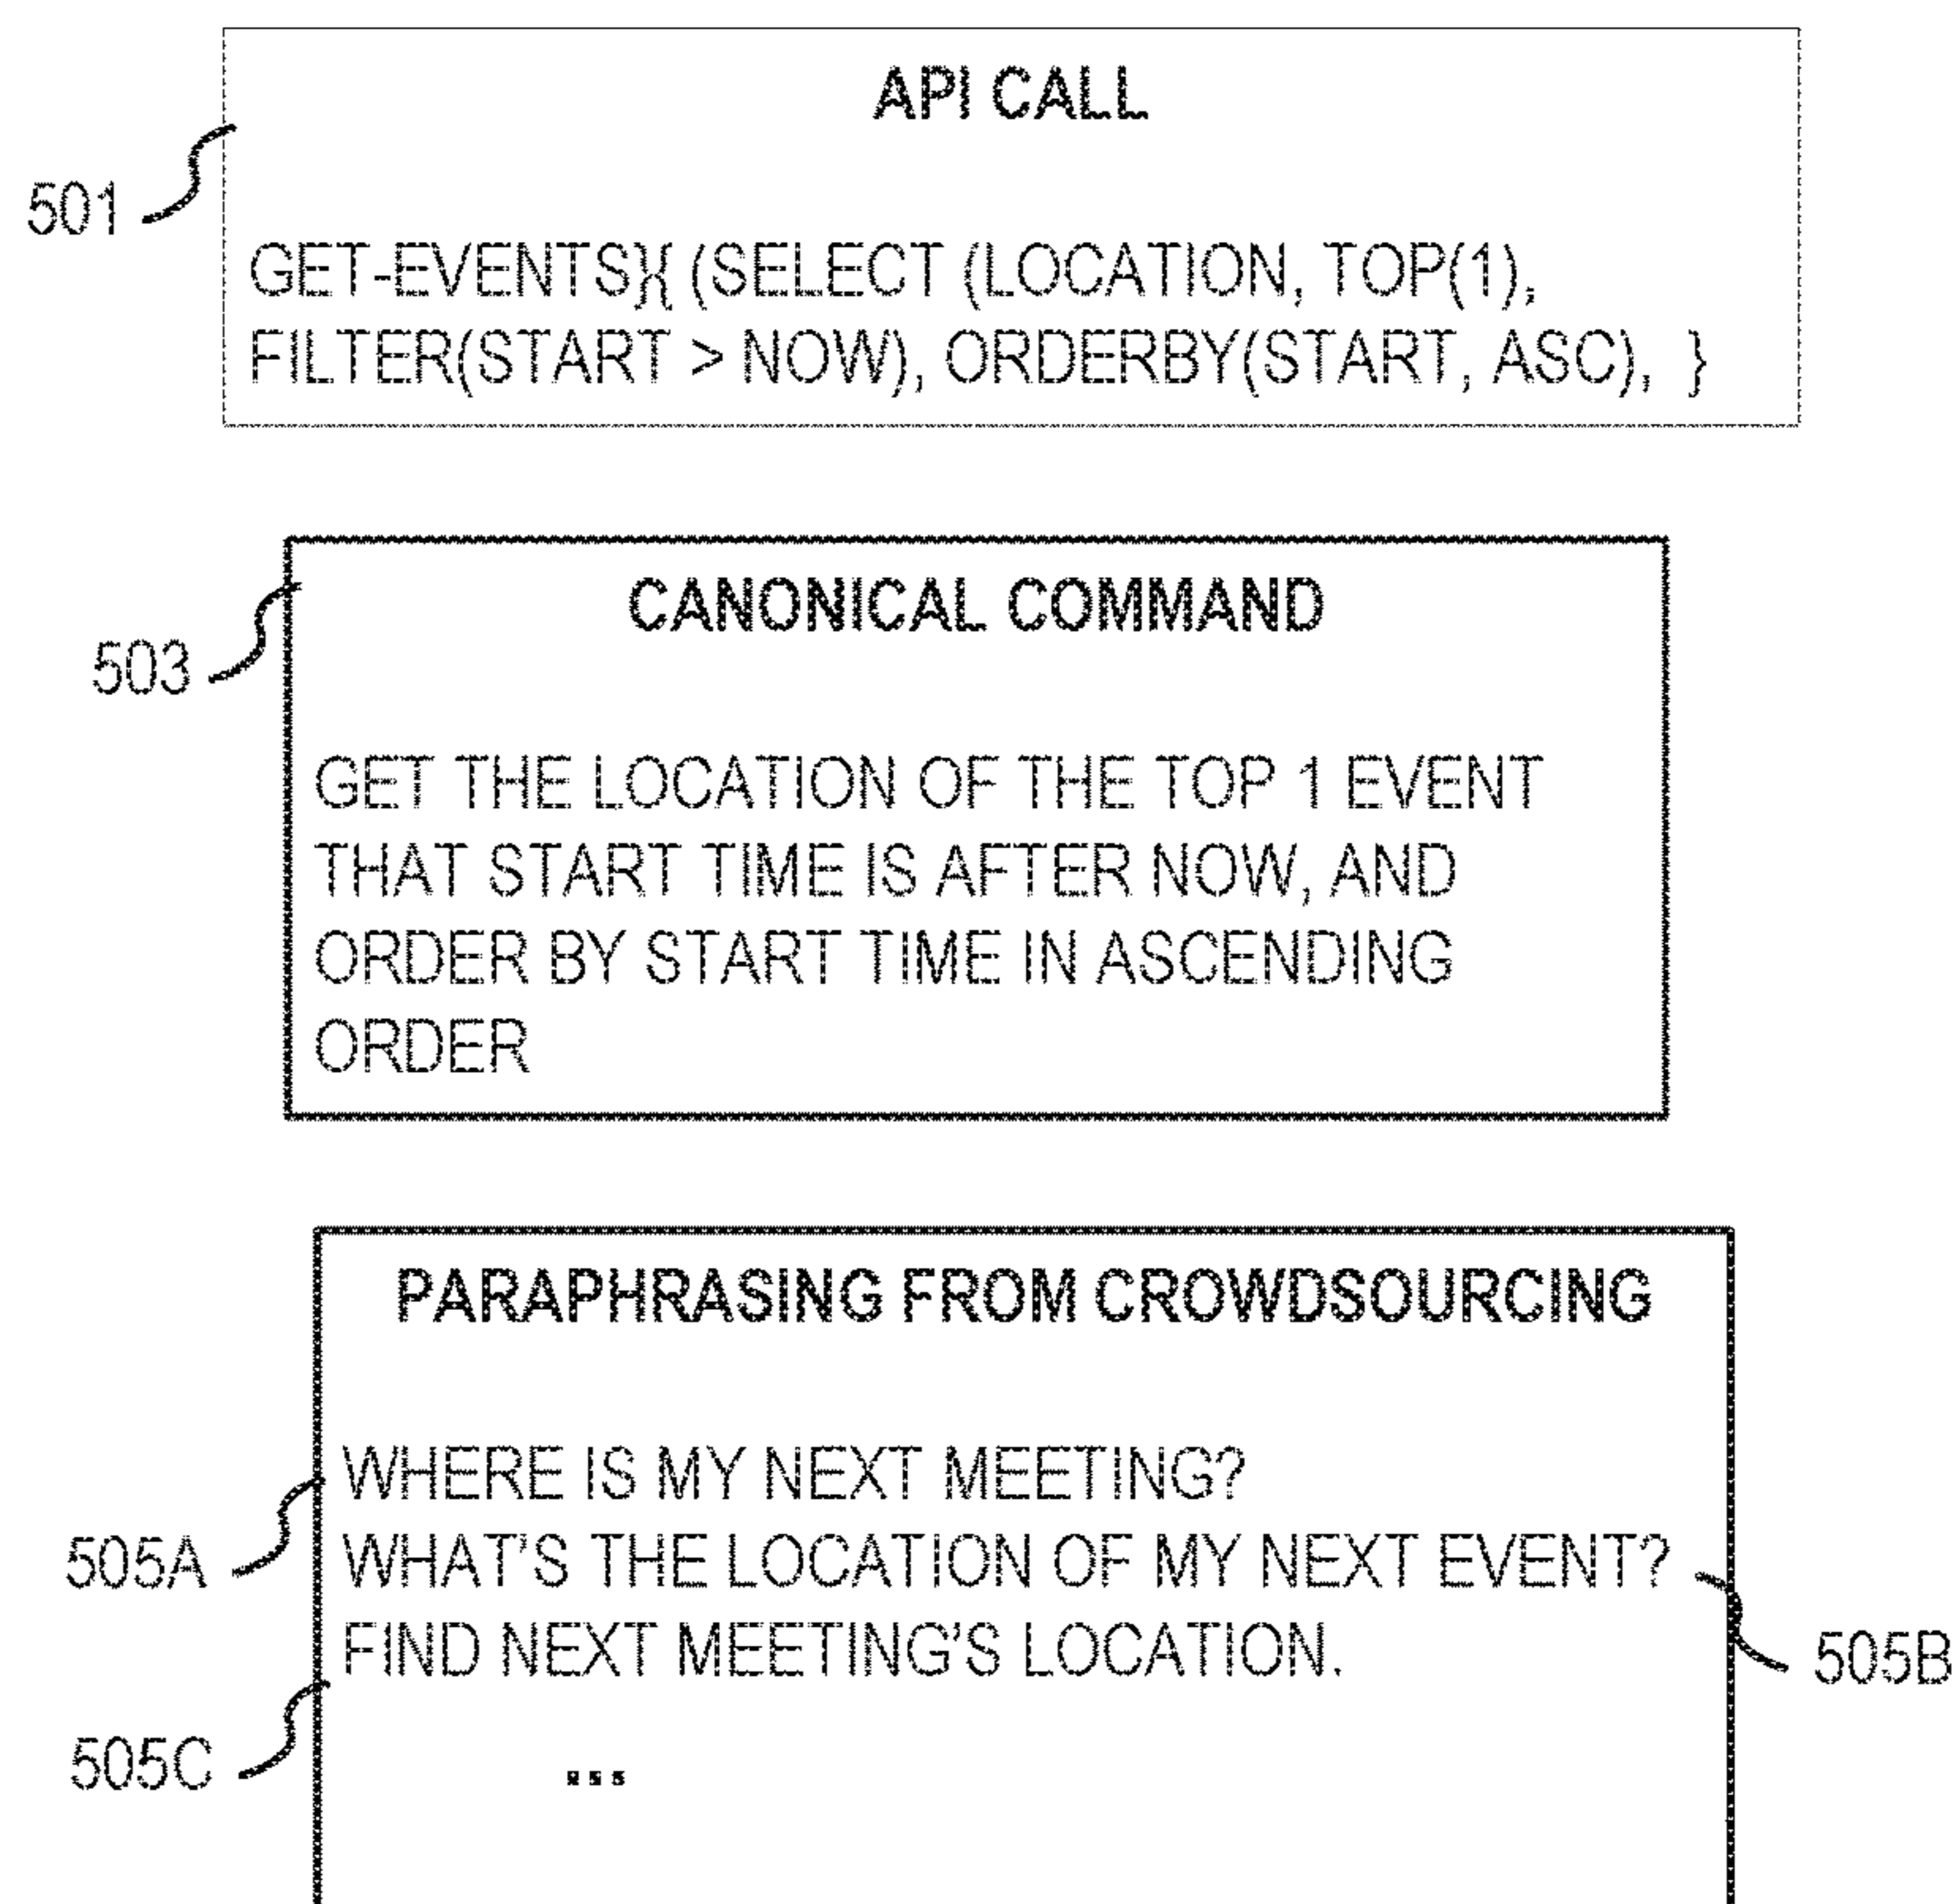 API CALL
501
GET-EVENTS}{ (SELECT (LOCATION, TOP(1),
FILTER(START > NOW), ORDERBY(START, ASC),  }
CANONICAL COMMAND
503
GET THE LOCATION OF THE TOP 1 EVENT
THAT START TIME IS AFTER NOW, AND
ORDER BY START TIME IN ASCENDING
ORDER
PARAPHRASING FROM CROWDSOURCING
WHERE IS MY NEXT MEETING?
505A
WHAT'S THE LOCATION OF MY NEXT EVENT?
FIND NEXT MEETING'S LOCATION.
505B
505C
...